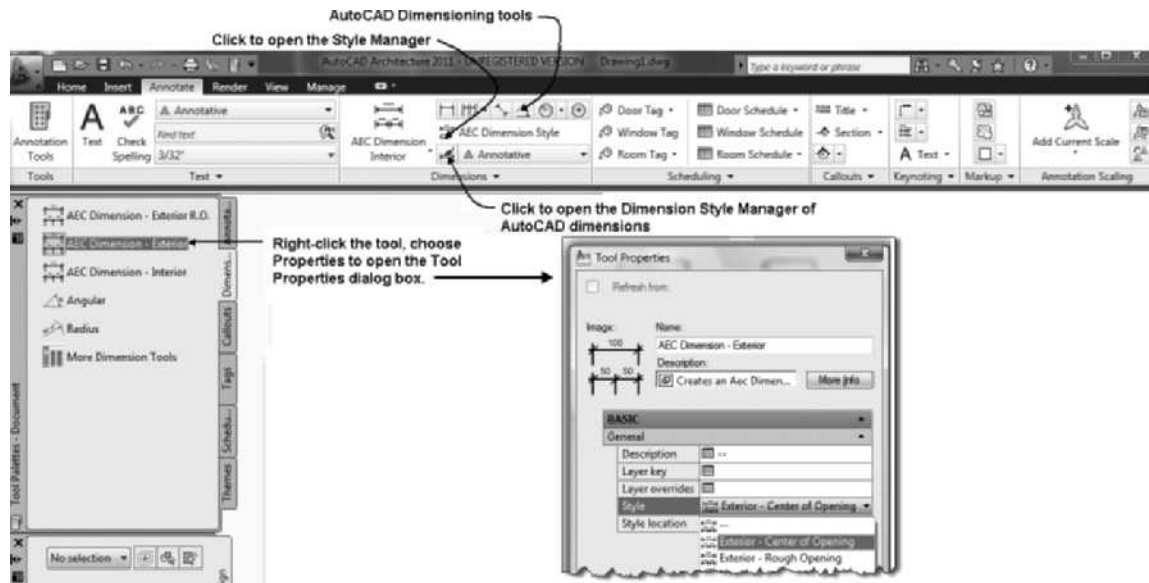 AutoCAD Dimensioning tools
Click to open the Style Manager
AutoCAD Architecture 2011 - UNREGISTERED VERSION Drawing1.dwg
Type a keyword or phrase
Home Insert Annotate Render View Manage
Annotation Tools
Text
ABC
Check Spelling
Annotative
Find text
3/32"
AEC Dimension Interior
AEC Dimension Style
Annotative
Door Tag
Window Tag
Room Tag
Door Schedule
Window Schedule
Room Schedule
Title
Section
A Text
Add Current Scale
Tools Text Dimensions Scheduling Callouts Keynoting Markup Annotation Scaling
Click to open the Dimension Style Manager of
AutoCAD dimensions
AEC Dimension - Exterior R.O.
AEC Dimension - Exterior
AEC Dimension - Interior
Angular
Radius
More Dimension Tools
Annota...
Dimens...
Callouts
Tags
Schedu...
Themes
Tool Palettes - Document
No selection
Right-click the tool, choose
Properties to open the Tool
Properties dialog box.
Tool Properties
Refresh from:
Image:
Name:
100
AEC Dimension - Exterior
Description:
50 50
Creates an Aec Dimen...
More Info
BASIC
General
Description --
Layer key
Layer overrides
Style Exterior - Center of Opening
Style location
--
Exterior - Center of Opening
Exterior - Rough Opening